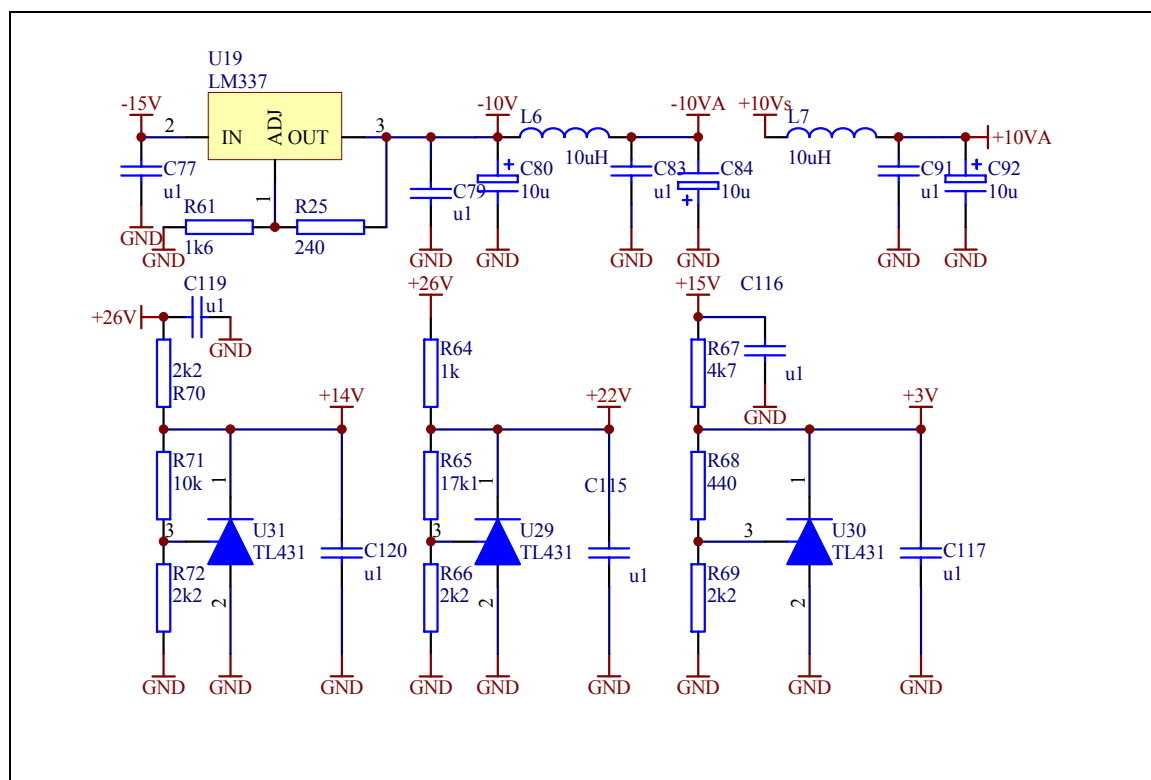 U19
LM337
-15V
2
IN
ADJ
OUT
3
1
C77
u1
GND
R61
1k6
GND
R25
240
-10V
C79
u1
GND
C80
10u
GND
L6
10uH
-10VA
C83
u1
GND
C84
10u
GND
+10Vs
L7
10uH
+10VA
C91
u1
GND
C92
10u
GND
C119
u1
+26V
GND
2k2
R70
+14V
R71
10k
1
3
U31
TL431
R72
2k2
2
C120
u1
GND
GND
GND
+26V
R64
1k
+22V
R65
17k1
1
C115
3
U29
TL431
R66
2k2
2
u1
GND
GND
GND
+15V
C116
R67
4k7
u1
GND
+3V
R68
440
1
3
U30
TL431
R69
2k2
2
C117
u1
GND
GND
GND